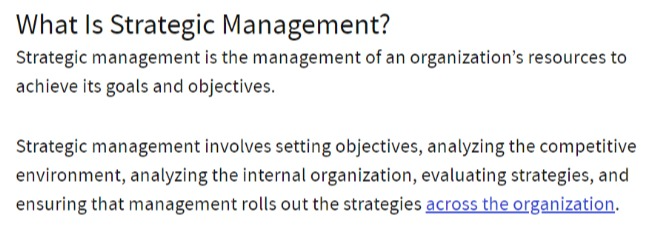 What Is Strategic Management?
Strategic management is the management of an organization’s resources to
achieve its goals and objectives.
Strategic management involves setting objectives, analyzing the competitive
environment, analyzing the internal organization, evaluating strategies, and
ensuring that management rolls out the strategies across the organization.